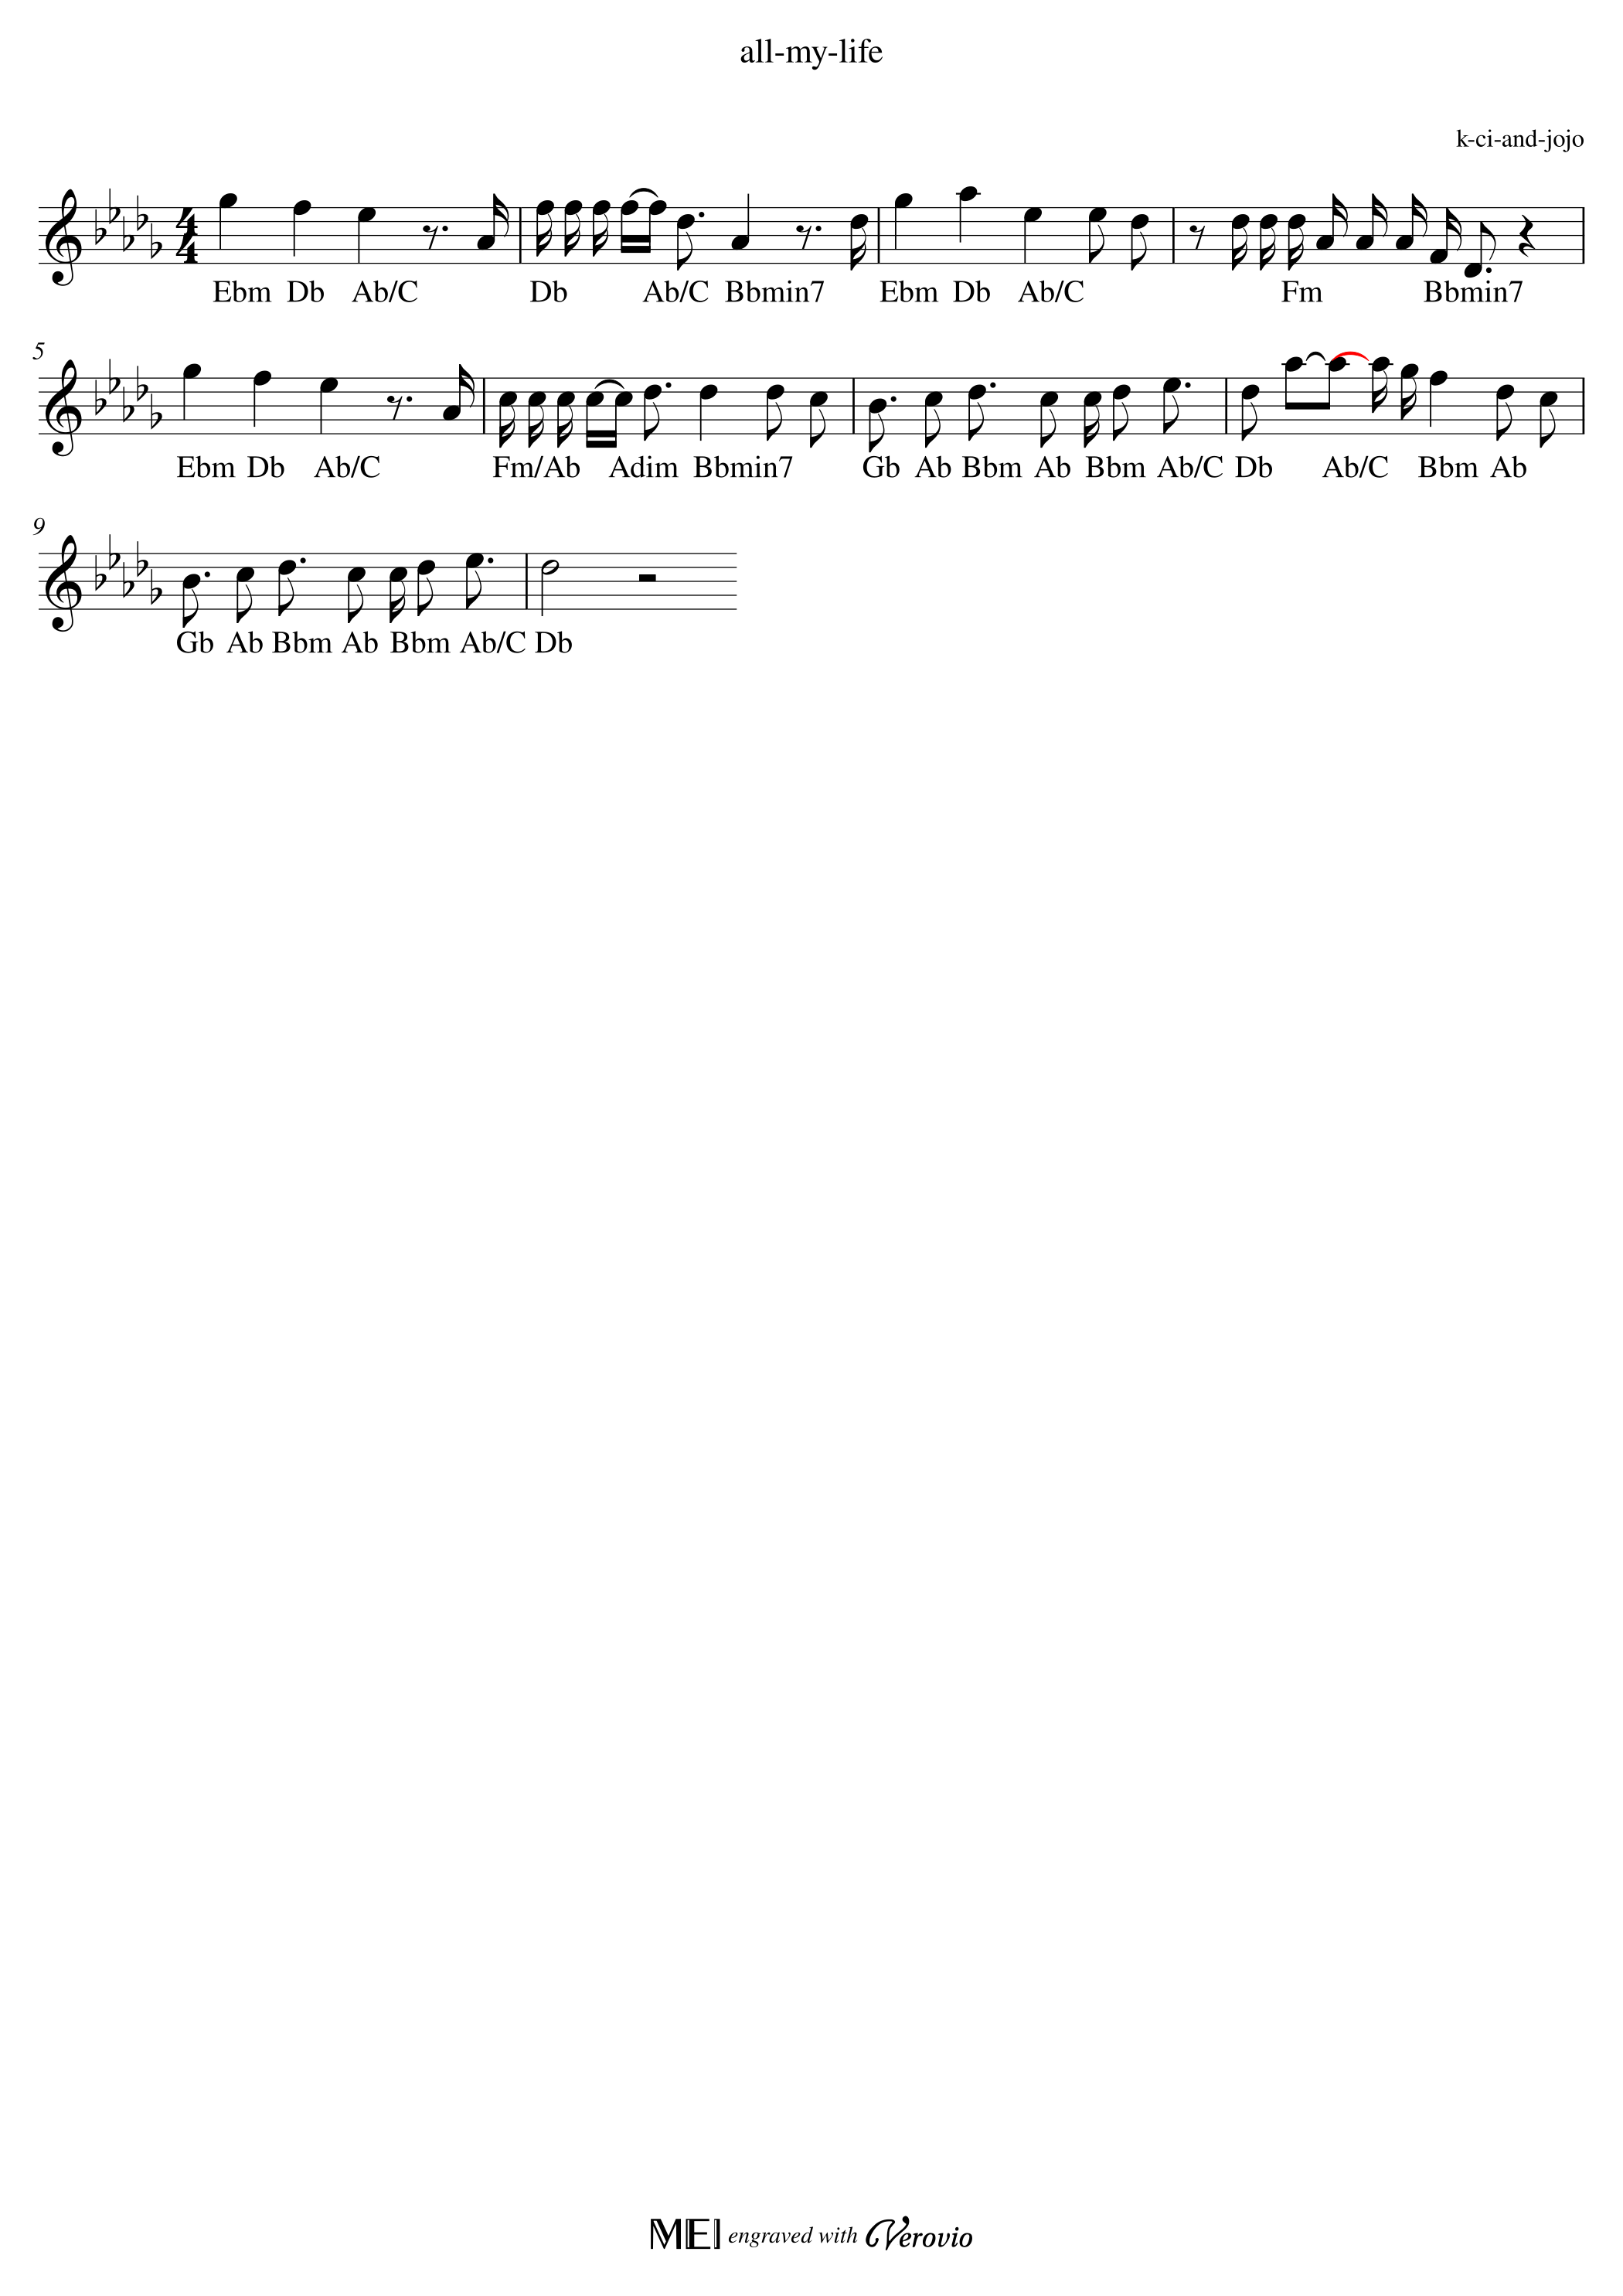 all-my-life
k-ci-and-jojo
4
4
Ebm Db Ab/C Db Ab/C Bbmin7 Ebm Db Ab/C Fm Bbmin7
5
Ebm Db Ab/C Fm/Ab Adim Bbmin7 Gb Ab Bbm Ab Bbm Ab/C Db Ab/C Bbm Ab
9
Gb Ab Bbm Ab Bbm Ab/C Db
MEI engraved with Verovio